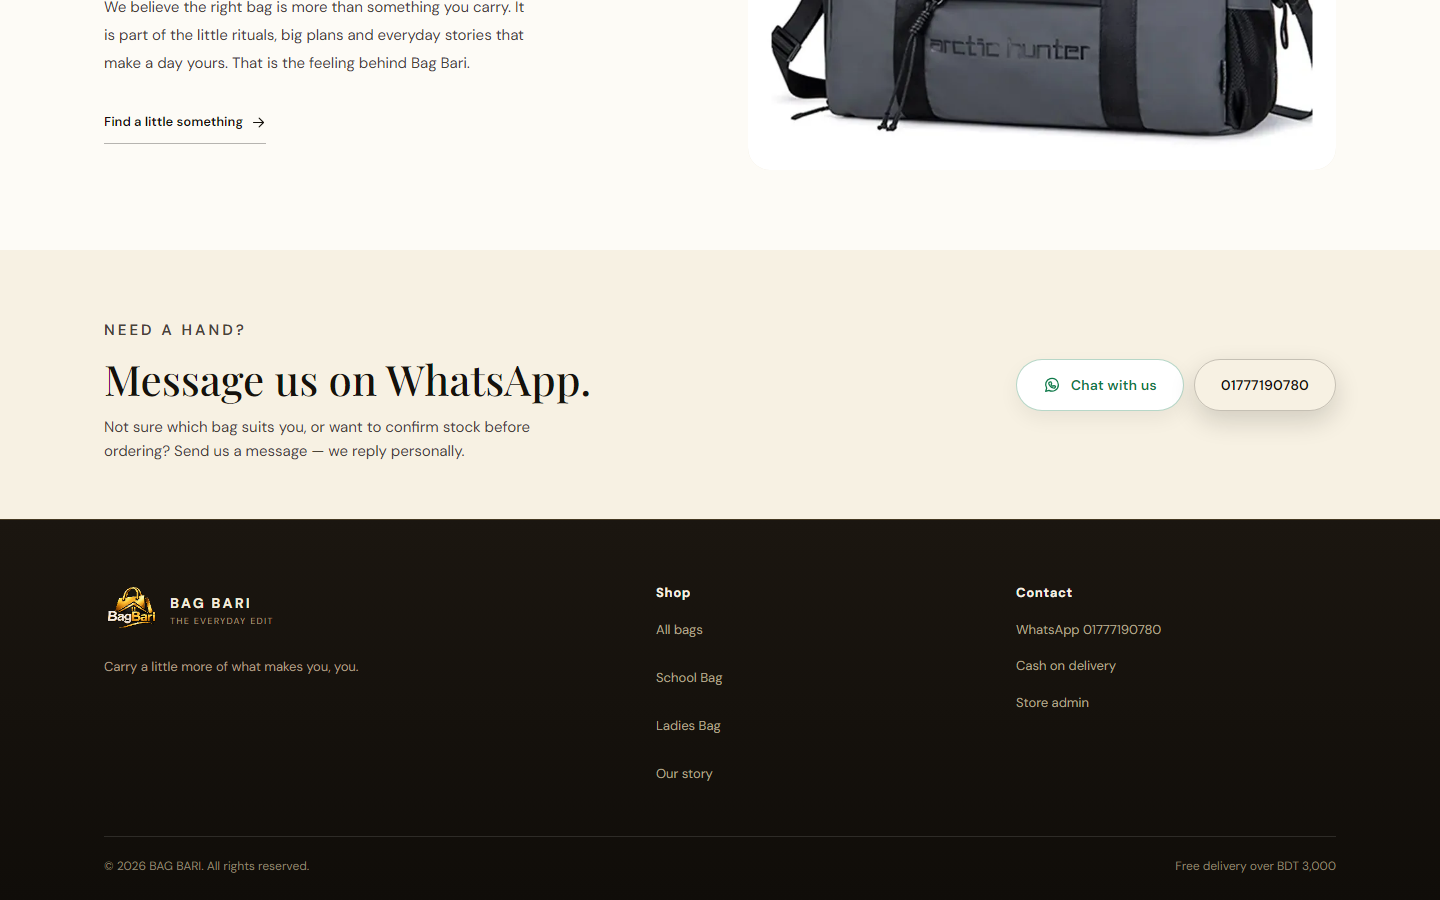 We believe the right bag is more than something you carry. It
is part of the little rituals, big plans and everyday stories that
make a day yours. That is the feeling behind Bag Bari.
Find a little something →
arctic hunter
NEED A HAND?
Message us on WhatsApp.
Not sure which bag suits you, or want to confirm stock before
ordering? Send us a message — we reply personally.
Chat with us
01777190780
BagBari
BAG BARI
THE EVERYDAY EDIT
Carry a little more of what makes you, you.
Shop
All bags
School Bag
Ladies Bag
Our story
Contact
WhatsApp 01777190780
Cash on delivery
Store admin
© 2026 BAG BARI. All rights reserved.
Free delivery over BDT 3,000